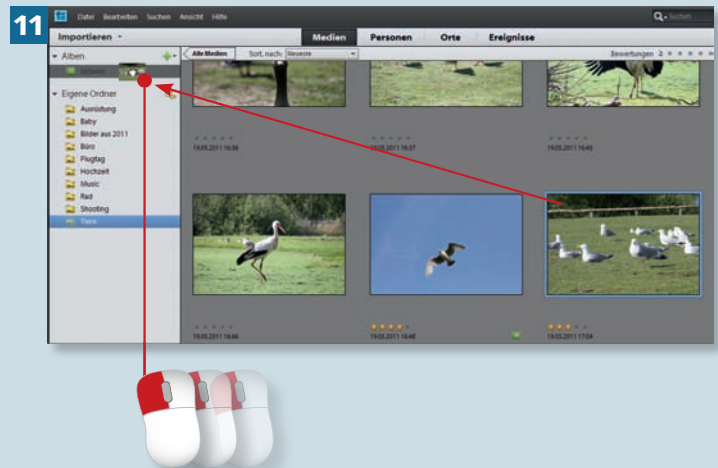 11
Datei Bearbeiten Suchen Ansicht Hilfe
Suchen
Importieren
Medien Personen Orte Ereignisse
Alben
Alle Medien Sort. nach: Neueste
Bewertungen
Eigene Ordner
Ausrüstung
Baby
Bilder aus 2011
Büro
Flugtag
Hochzeit
Music
Rad
Shooting
Tiere
19.05.2011 16:36
19.05.2011 16:37
19.05.2011 16:45
19.05.2011 16:46
19.05.2011 16:48
19.05.2011 17:04